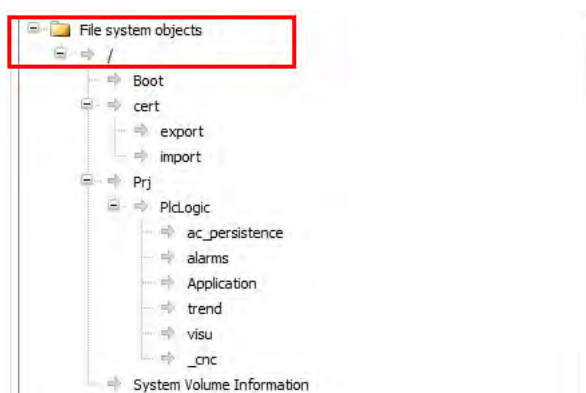 File system objects
/
Boot
cert
export
import
Prj
PlcLogic
ac_persistence
alarms
Application
trend
visu
_cnc
System Volume Information